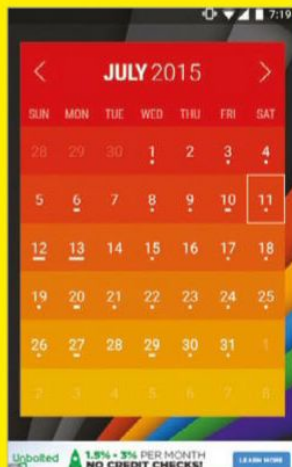 7:19
JULY 2015
SUN MON TUE WED THU FRI SAT
28 29 30 1 2 3 4
5 6 7 8 9 10 11
12 13 14 15 16 17 18
19 20 21 22 23 24 25
26 27 28 29 30 31 1
2 3 4 5 6 7 8
Unbolted 1.5% - 3% PER MONTH LEARN MORE
NO CREDIT CHECKS!